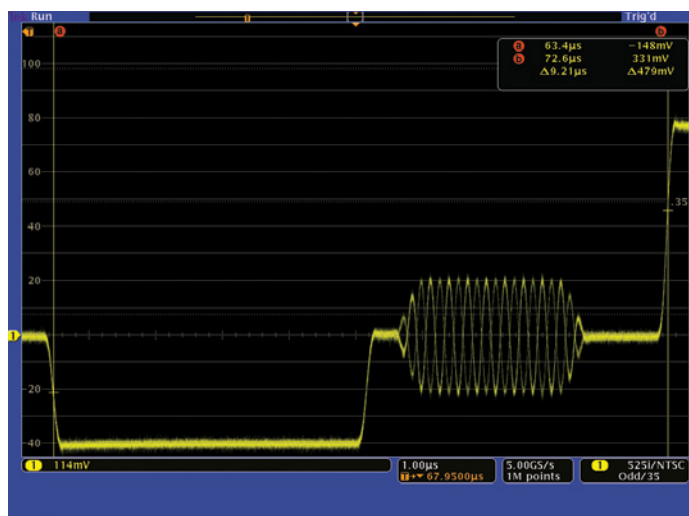 Run Trig'd
T a b
a 63.4µs −148mV
b 72.6µs 331mV
Δ9.21µs Δ479mV
100
80
60
.35
40
20
1
-20
-40
1 114mV 1.00µs 5.00GS/s 1 525i/NTSC
T→▼ 67.9500µs 1M points Odd/35